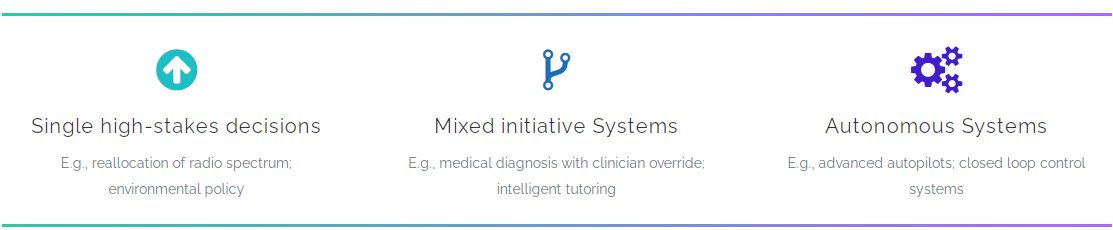 Single high-stakes decisions
E.g., reallocation of radio spectrum;
environmental policy
Mixed initiative Systems
E.g., medical diagnosis with clinician override;
intelligent tutoring
Autonomous Systems
E.g., advanced autopilots; closed loop control
systems